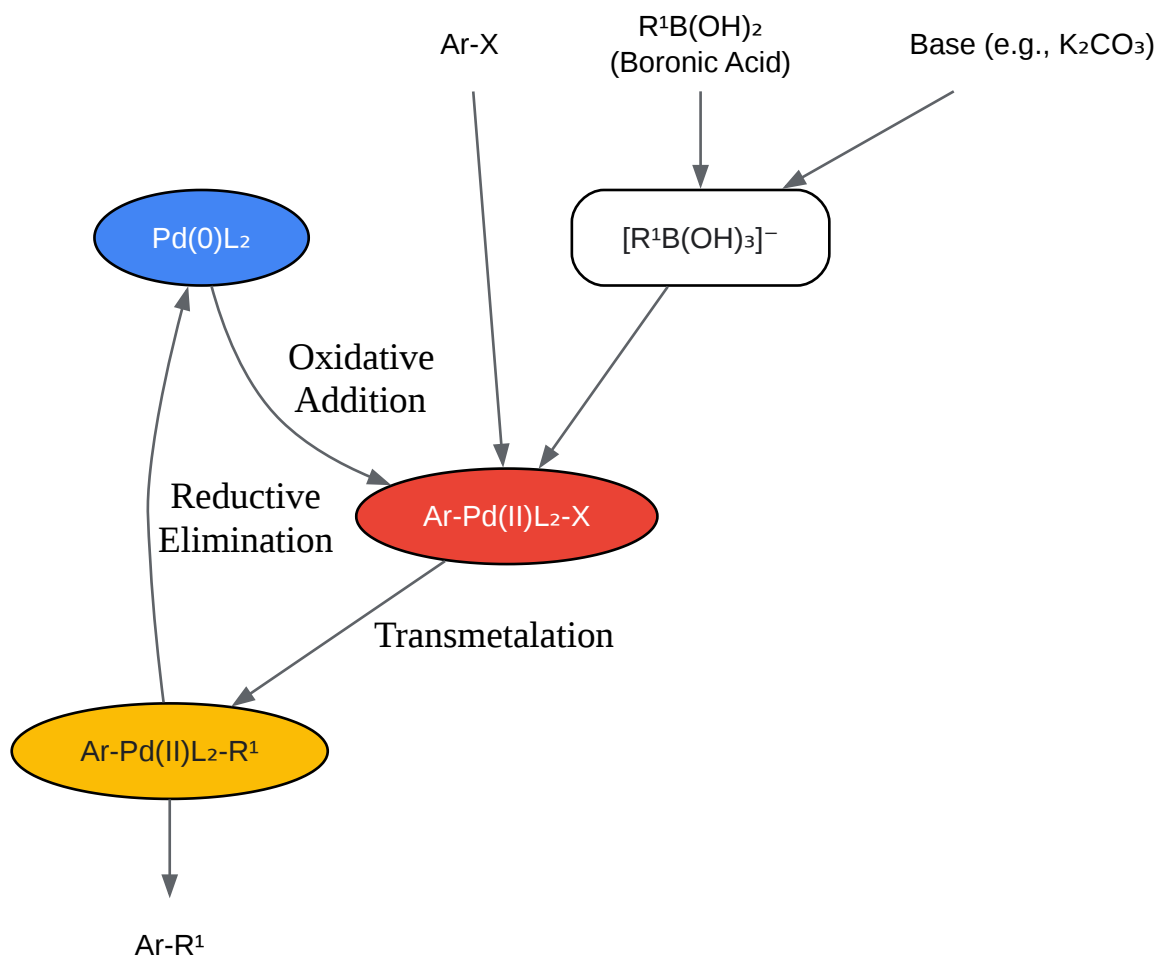 Ar-X
R¹B(OH)₂
(Boronic Acid)
Base (e.g., K₂CO₃)
Pd(0)L₂
[R¹B(OH)₃]⁻
Oxidative
Addition
Reductive
Elimination
Ar-Pd(II)L₂-X
Transmetalation
Ar-Pd(II)L₂-R¹
Ar-R¹